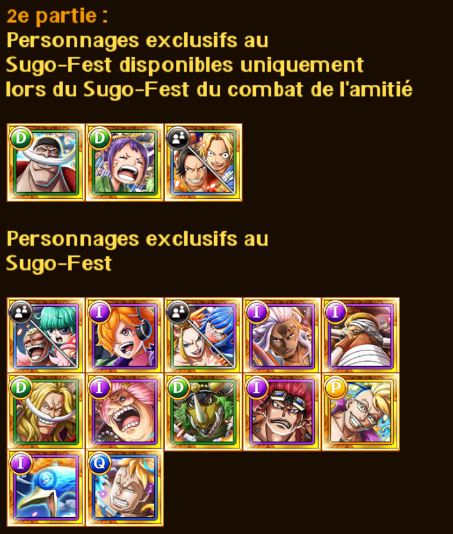 2e partie :
Personnages exclusifs au
Sugo-Fest disponibles uniquement
lors du Sugo-Fest du combat de l'amitié
D D
Personnages exclusifs au
Sugo-Fest
I I I
D I D I P
I Q